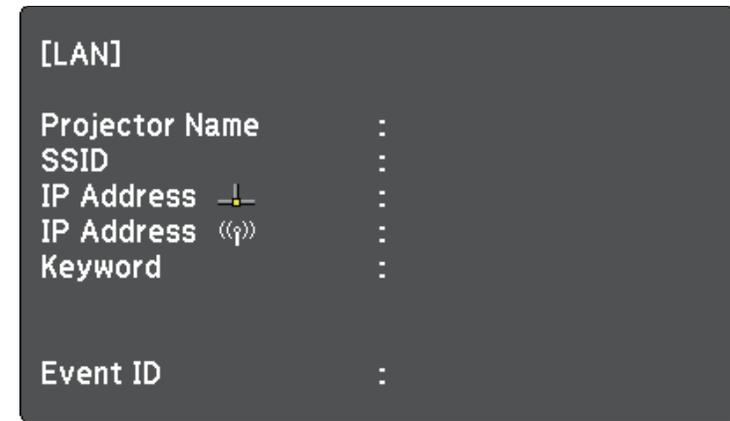 [LAN]
Projector Name :
SSID :
IP Address :
IP Address :
Keyword :
Event ID :